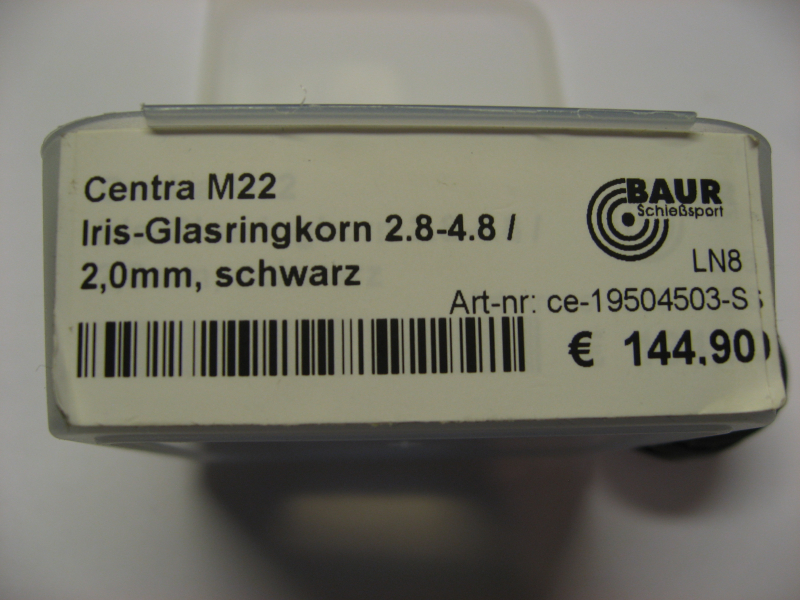 Centra M22
Iris-Glasringkorn 2.8-4.8 /
2,0mm, schwarz
BAUR
Schießsport
LN8
Art-nr: ce-19504503-S
€ 144,90